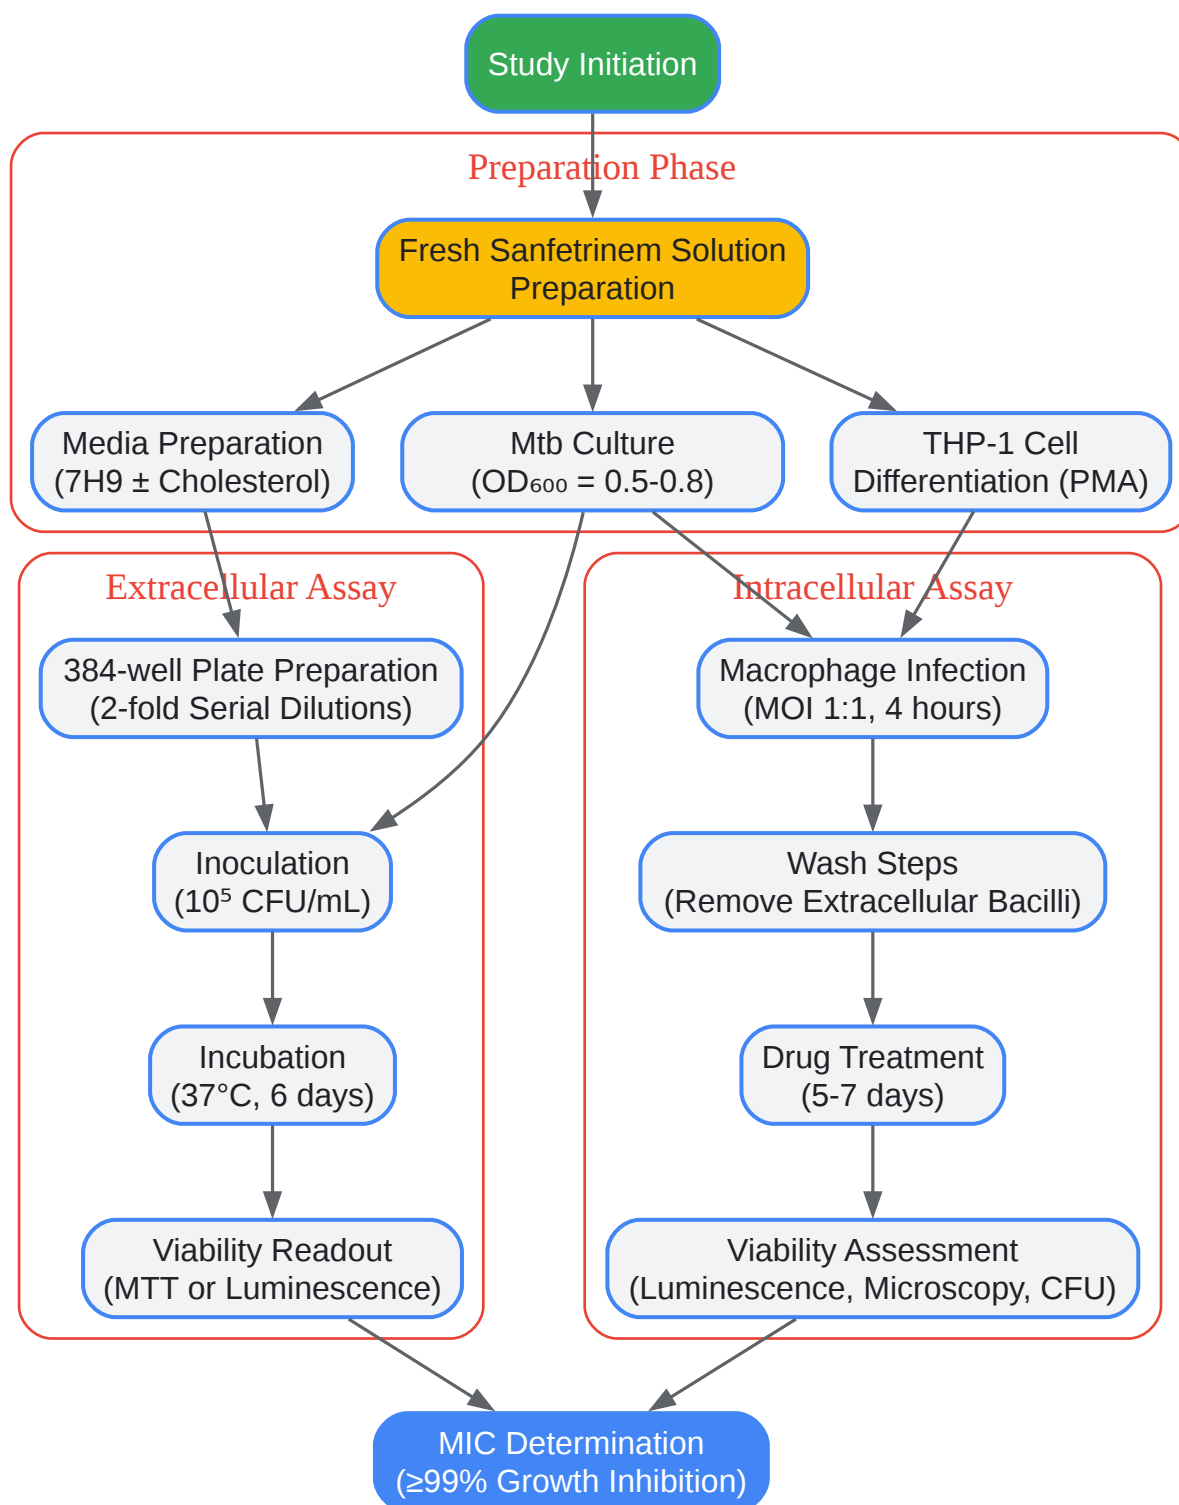 Study Initiation
Preparation Phase
Fresh Sanfetrinem Solution
Preparation
Media Preparation
(7H9 ± Cholesterol)
Mtb Culture
(OD₆₀₀ = 0.5-0.8)
THP-1 Cell
Differentiation (PMA)
Extracellular Assay
384-well Plate Preparation
(2-fold Serial Dilutions)
Inoculation
(10⁵ CFU/mL)
Incubation
(37°C, 6 days)
Viability Readout
(MTT or Luminescence)
Intracellular Assay
Macrophage Infection
(MOI 1:1, 4 hours)
Wash Steps
(Remove Extracellular Bacilli)
Drug Treatment
(5-7 days)
Viability Assessment
(Luminescence, Microscopy, CFU)
MIC Determination
(≥99% Growth Inhibition)